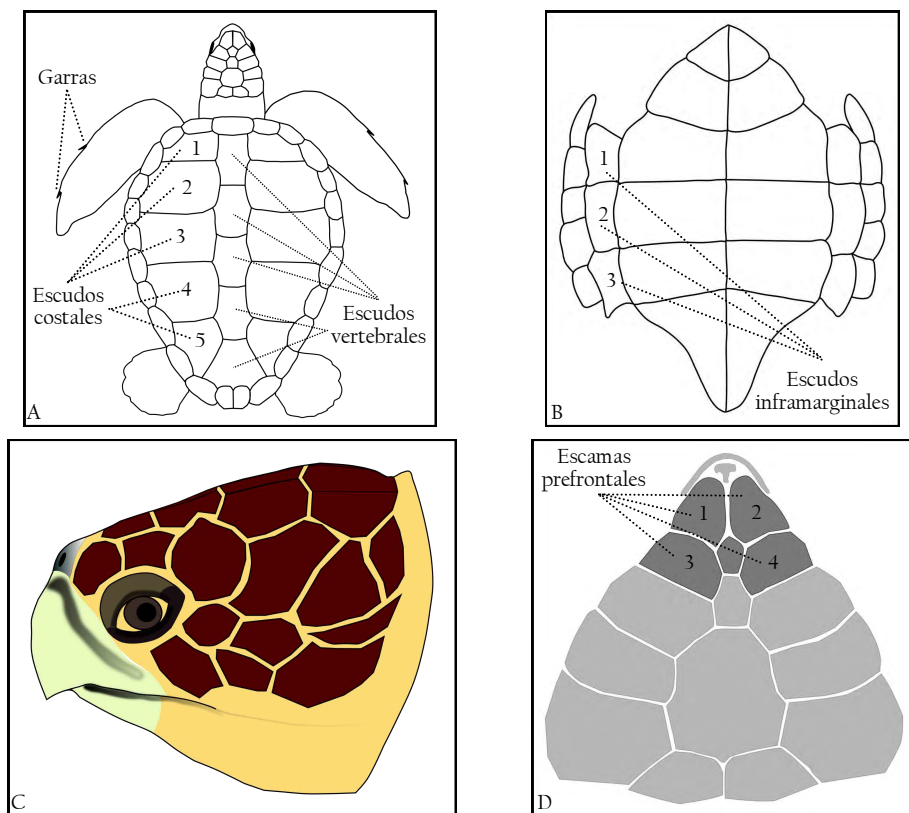 Garras
1
2
3
4
5
Escudos
costales
Escudos
vertebrales
A
1
2
3
Escudos
inframarginales
B
C
Escamas
prefrontales
1
2
3
4
D